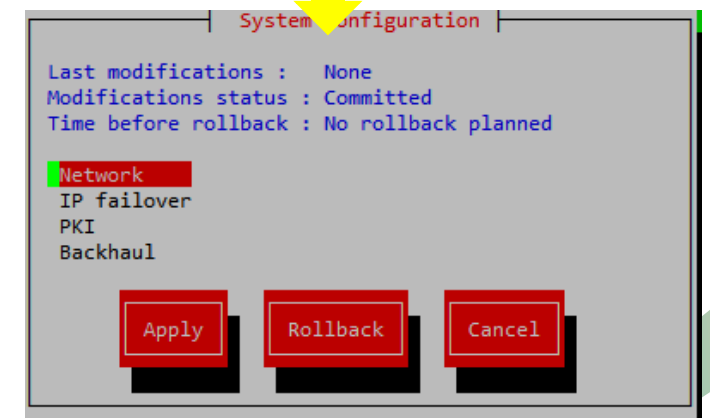 System Configuration
Last modifications :   None
Modifications status : Committed
Time before rollback : No rollback planned
Network
IP failover
PKI
Backhaul
Apply
Rollback
Cancel